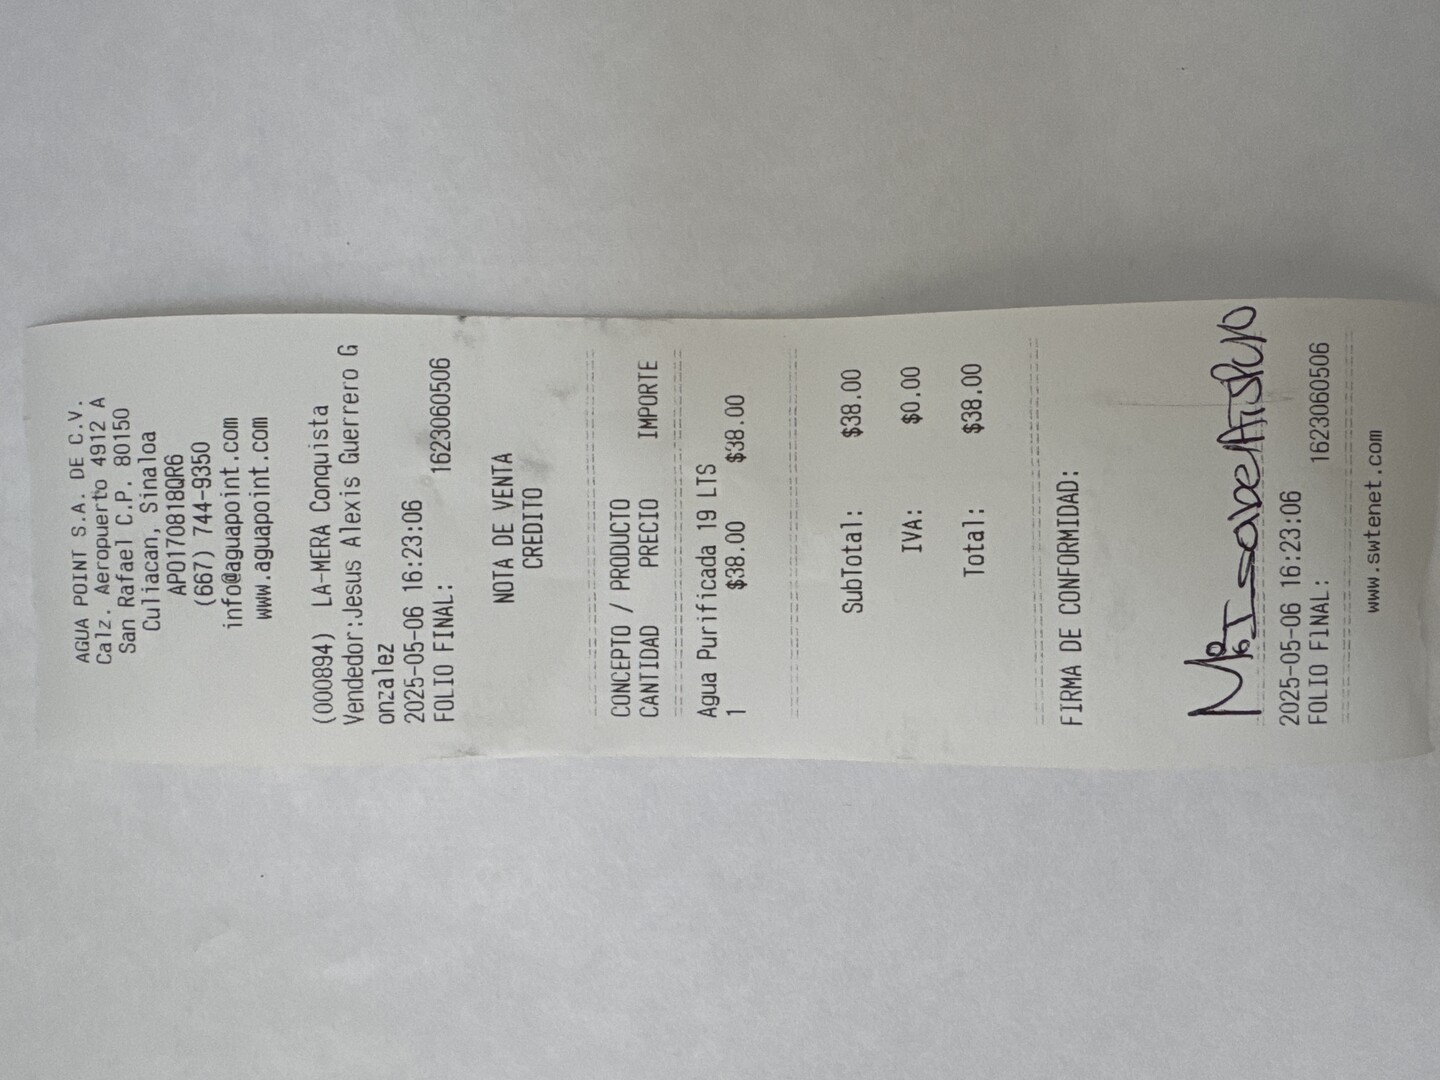 AGUA POINT S.A. DE C.V.
Calz. Aeropuerto 4912 A
San Rafael C.P. 80150
Culiacan, Sinaloa
APO170818QR6
(667) 744-9350
info@aguapoint.com
www.aguapoint.com
(000894) LA-MERA Conquista
Vendedor:Jesus Alexis Guerrero G
onzalez
2025-05-06 16:23:06
FOLIO FINAL: 1623060506
NOTA DE VENTA
CREDITO
CONCEPTO / PRODUCTO
CANTIDAD PRECIO IMPORTE
Agua Purificada 19 LTS
1 $38.00 $38.00
SubTotal: $38.00
IVA: $0.00
Total: $38.00
FIRMA DE CONFORMIDAD:
Mª Isabel
2025-05-06 16:23:06
FOLIO FINAL: 1623060506
www.swtenet.com